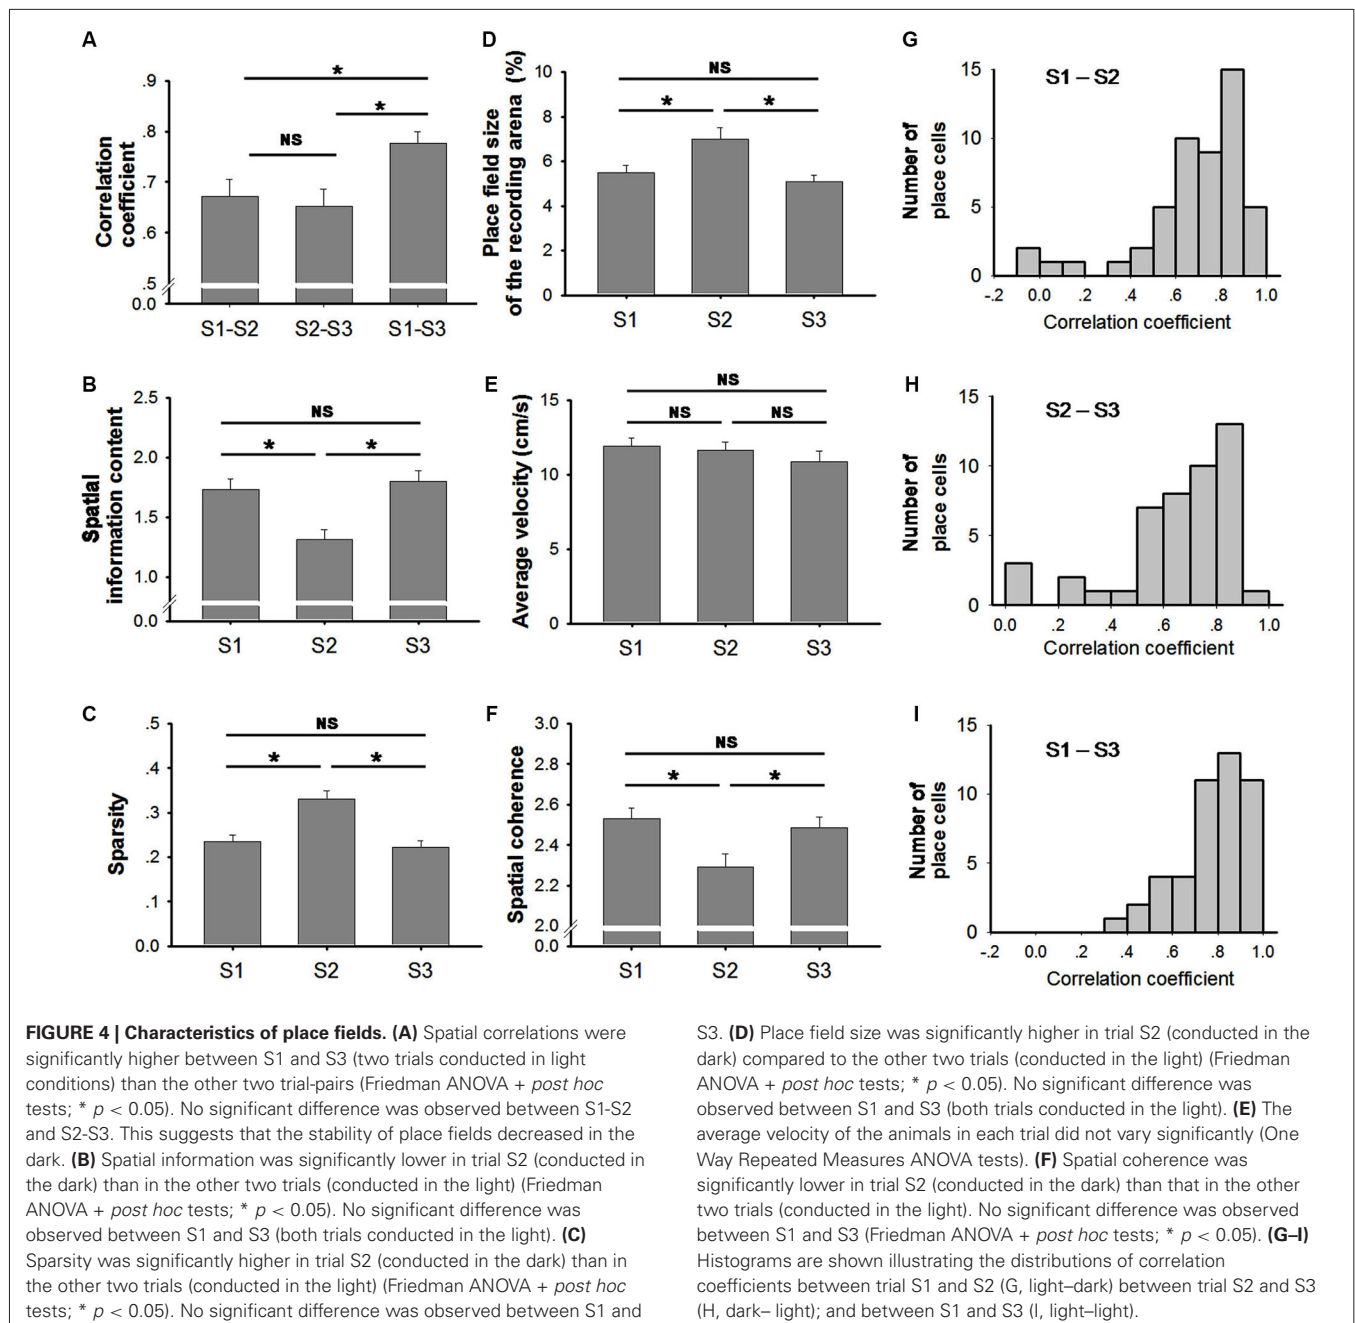 A
Correlation
coefficient
.9
.8
.7
.6
.5
0.0
*
*
NS
S1-S2 S2-S3 S1-S3
D
Place field size
of the recording arena (%)
10
8
6
4
2
0
NS
* *
S1 S2 S3
G
S1 – S2
Number of
place cells
15
10
5
0
-.2 0.0 .2 .4 .6 .8 1.0
Correlation coefficient
B
Spatial
information content
2.5
2.0
1.5
1.0
0.0
NS
* *
S1 S2 S3
E
Average velocity (cm/s)
15
10
5
0
NS
NS NS
S1 S2 S3
H
S2 – S3
Number of
place cells
15
10
5
0
0.0 .2 .4 .6 .8 1.0
Correlation coefficient
C
Sparsity
.5
.4
.3
.2
.1
0.0
NS
* *
S1 S2 S3
F
Spatial coherence
3.0
2.8
2.6
2.4
2.2
2.0
0.0
NS
* *
S1 S2 S3
I
S1 – S3
Number of
place cells
15
10
5
0
-.2 0.0 .2 .4 .6 .8 1.0
Correlation coefficient
FIGURE 4 | Characteristics of place fields. (A) Spatial correlations were
significantly higher between S1 and S3 (two trials conducted in light
conditions) than the other two trial-pairs (Friedman ANOVA + post hoc
tests; * p < 0.05). No significant difference was observed between S1-S2
and S2-S3. This suggests that the stability of place fields decreased in the
dark. (B) Spatial information was significantly lower in trial S2 (conducted in
the dark) than in the other two trials (conducted in the light) (Friedman
ANOVA + post hoc tests; * p < 0.05). No significant difference was
observed between S1 and S3 (both trials conducted in the light). (C)
Sparsity was significantly higher in trial S2 (conducted in the dark) than in
the other two trials (conducted in the light) (Friedman ANOVA + post hoc
tests; * p < 0.05). No significant difference was observed between S1 and
S3. (D) Place field size was significantly higher in trial S2 (conducted in the
dark) compared to the other two trials (conducted in the light) (Friedman
ANOVA + post hoc tests; * p < 0.05). No significant difference was
observed between S1 and S3 (both trials conducted in the light). (E) The
average velocity of the animals in each trial did not vary significantly (One
Way Repeated Measures ANOVA tests). (F) Spatial coherence was
significantly lower in trial S2 (conducted in the dark) than that in the other
two trials (conducted in the light). No significant difference was observed
between S1 and S3 (Friedman ANOVA + post hoc tests; * p < 0.05). (G–I)
Histograms are shown illustrating the distributions of correlation
coefficients between trial S1 and S2 (G, light–dark) between trial S2 and S3
(H, dark– light); and between S1 and S3 (I, light–light).